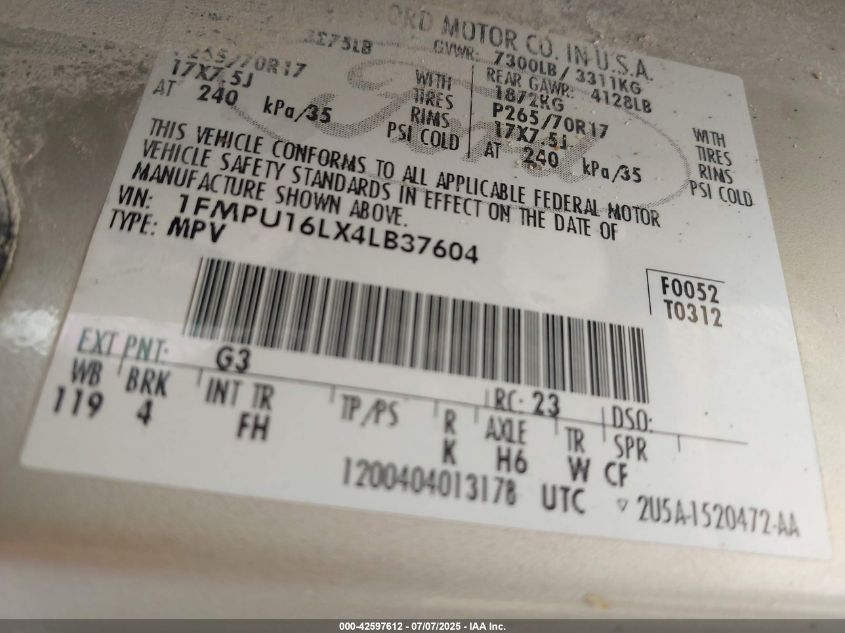 ORD MOTOR CO. IN U.S.A.
GVWR: 7300LB / 3311KG
REAR GAWR: 4128LB
1872KG
P265/70R17 WITH
TIRES
17X7.5J RIMS
AT 240 kPa/35 PSI COLD
P265/70R17 WITH
TIRES
17X7.5J RIMS
AT 240 kPa/35 PSI COLD
THIS VEHICLE CONFORMS TO ALL APPLICABLE FEDERAL MOTOR
VEHICLE SAFETY STANDARDS IN EFFECT ON THE DATE OF
MANUFACTURE SHOWN ABOVE.
VIN: 1FMPU16LX4LB37604
TYPE: MPV
F0052
T0312
EXT PNT: G3 RC: 23 DSO:
WB BRK INT TR TP/PS R AXLE TR SPR
119 4 FH K H6 W CF
1200404013178 UTC ▽ 2U5A-1520472-AA
000-42597612 - 07/07/2025 - IAA Inc.